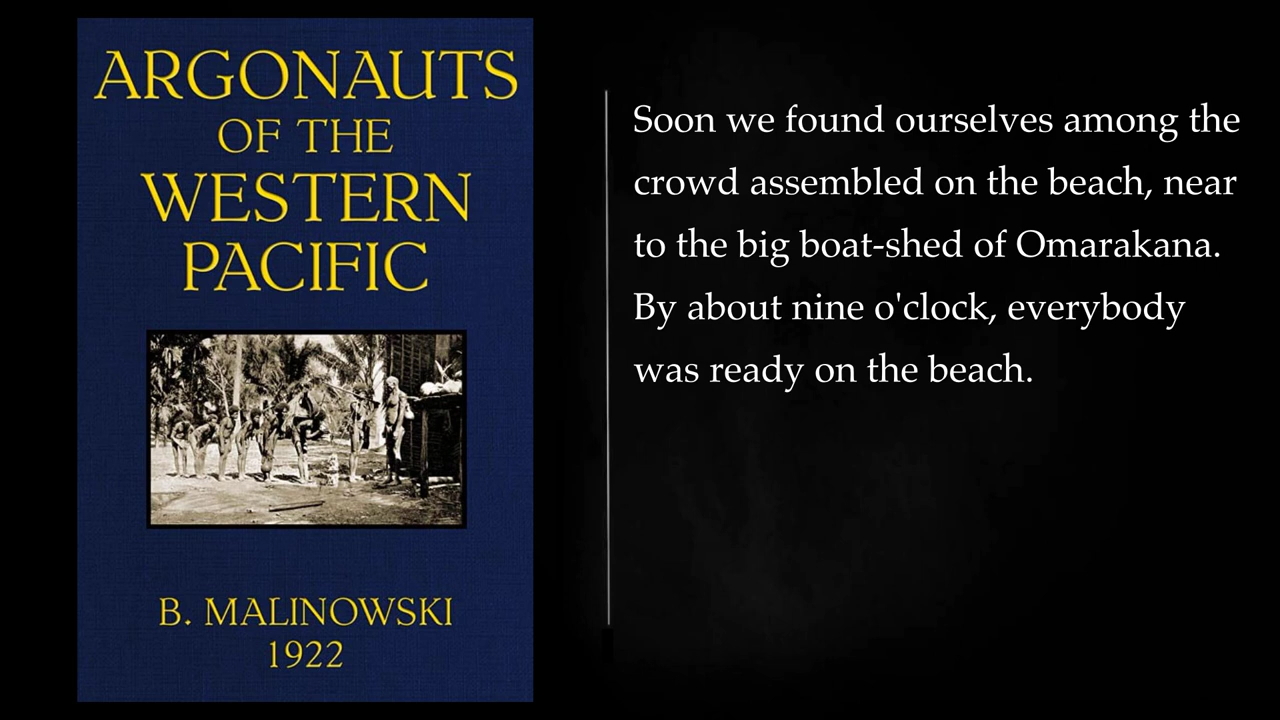 ARGONAUTS
OF THE
WESTERN
PACIFIC
B. MALINOWSKI
1922
Soon we found ourselves among the
crowd assembled on the beach, near
to the big boat-shed of Omarakana.
By about nine o'clock, everybody
was ready on the beach.